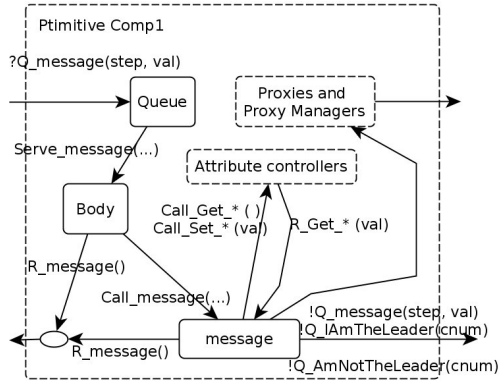 Ptimitive Comp1
?Q_message(step, val)
Queue
Proxies and
Proxy Managers
Serve_message(...)
Attribute controllers
Body
Call_Get_* ( )
Call_Set_* (val)
R_Get_* (val)
R_message()
Call_message(...)
!Q_message(step, val)
!Q_IAmTheLeader(cnum)
message
R_message()
!Q_AmNotTheLeader(cnum)